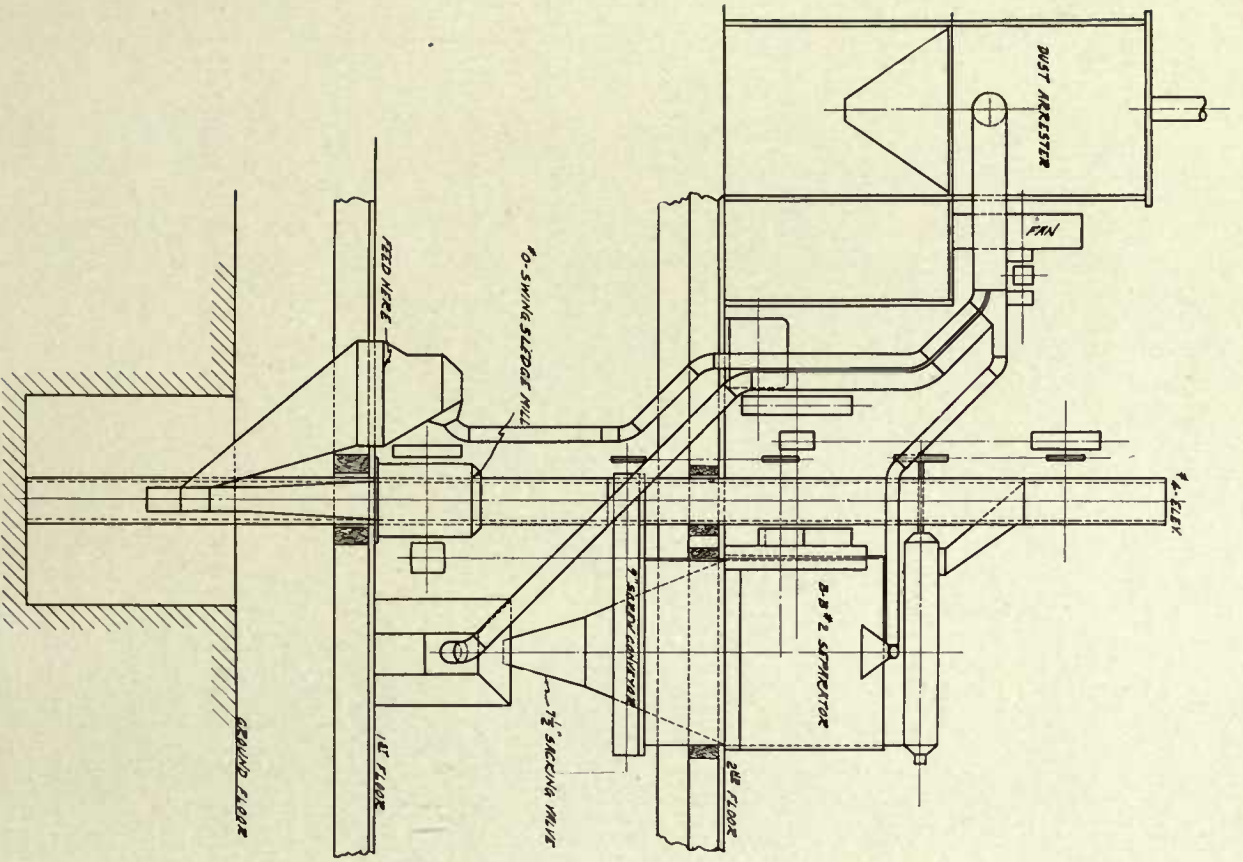 DUST ARRESTER
FAN
#4-ELEV.
B-B #2 SEPARATOR
2ND FLOOR
9" SCREW CONVEYOR
7½" SACKING VALVE
#0-SWING SLEDGE MILL
FEED HERE
1ST FLOOR
GROUND FLOOR